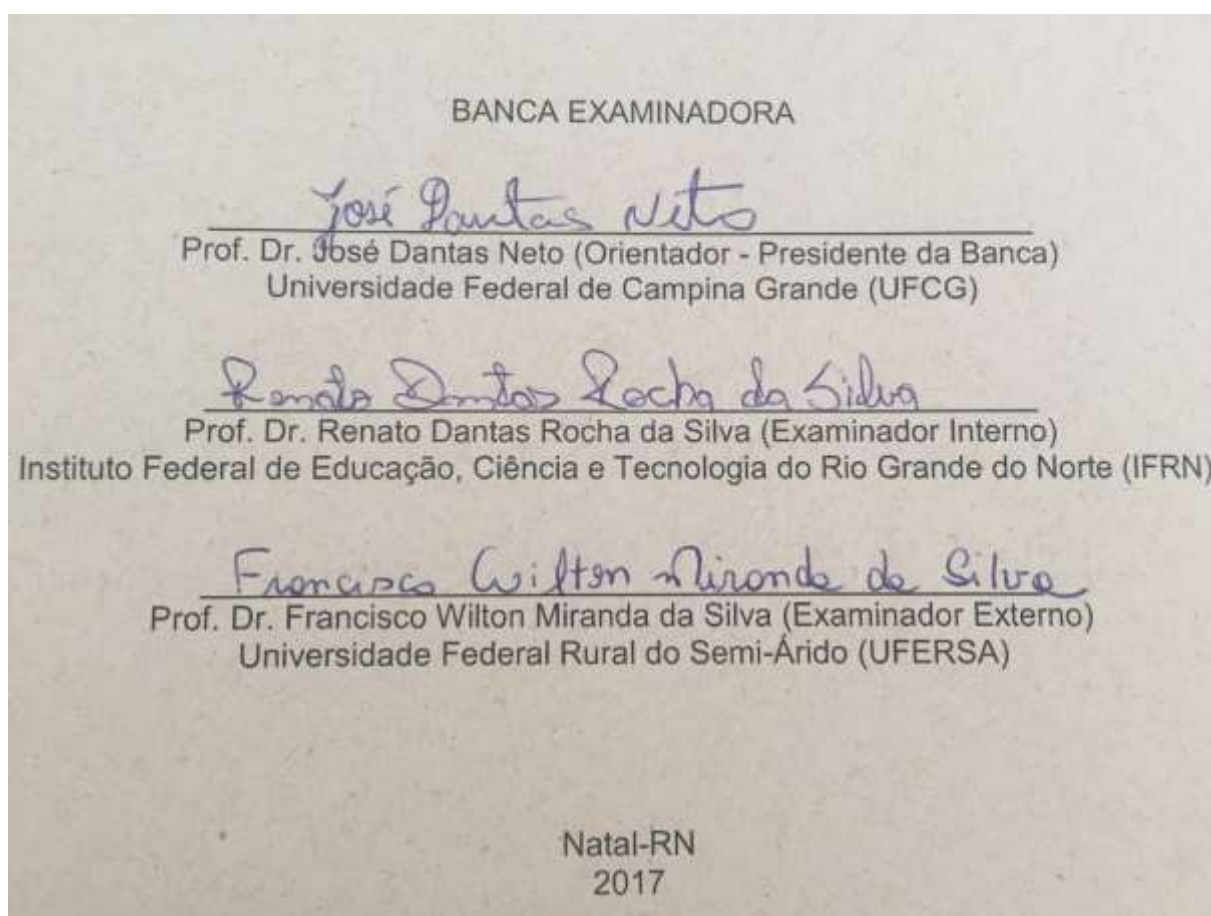 BANCA EXAMINADORA
José Dantas Neto
Prof. Dr. José Dantas Neto (Orientador - Presidente da Banca)
Universidade Federal de Campina Grande (UFCG)
Renato Dantas Rocha da Silva
Prof. Dr. Renato Dantas Rocha da Silva (Examinador Interno)
Instituto Federal de Educação, Ciência e Tecnologia do Rio Grande do Norte (IFRN)
Francisco Wilton Miranda da Silva
Prof. Dr. Francisco Wilton Miranda da Silva (Examinador Externo)
Universidade Federal Rural do Semi-Árido (UFERSA)
Natal-RN
2017